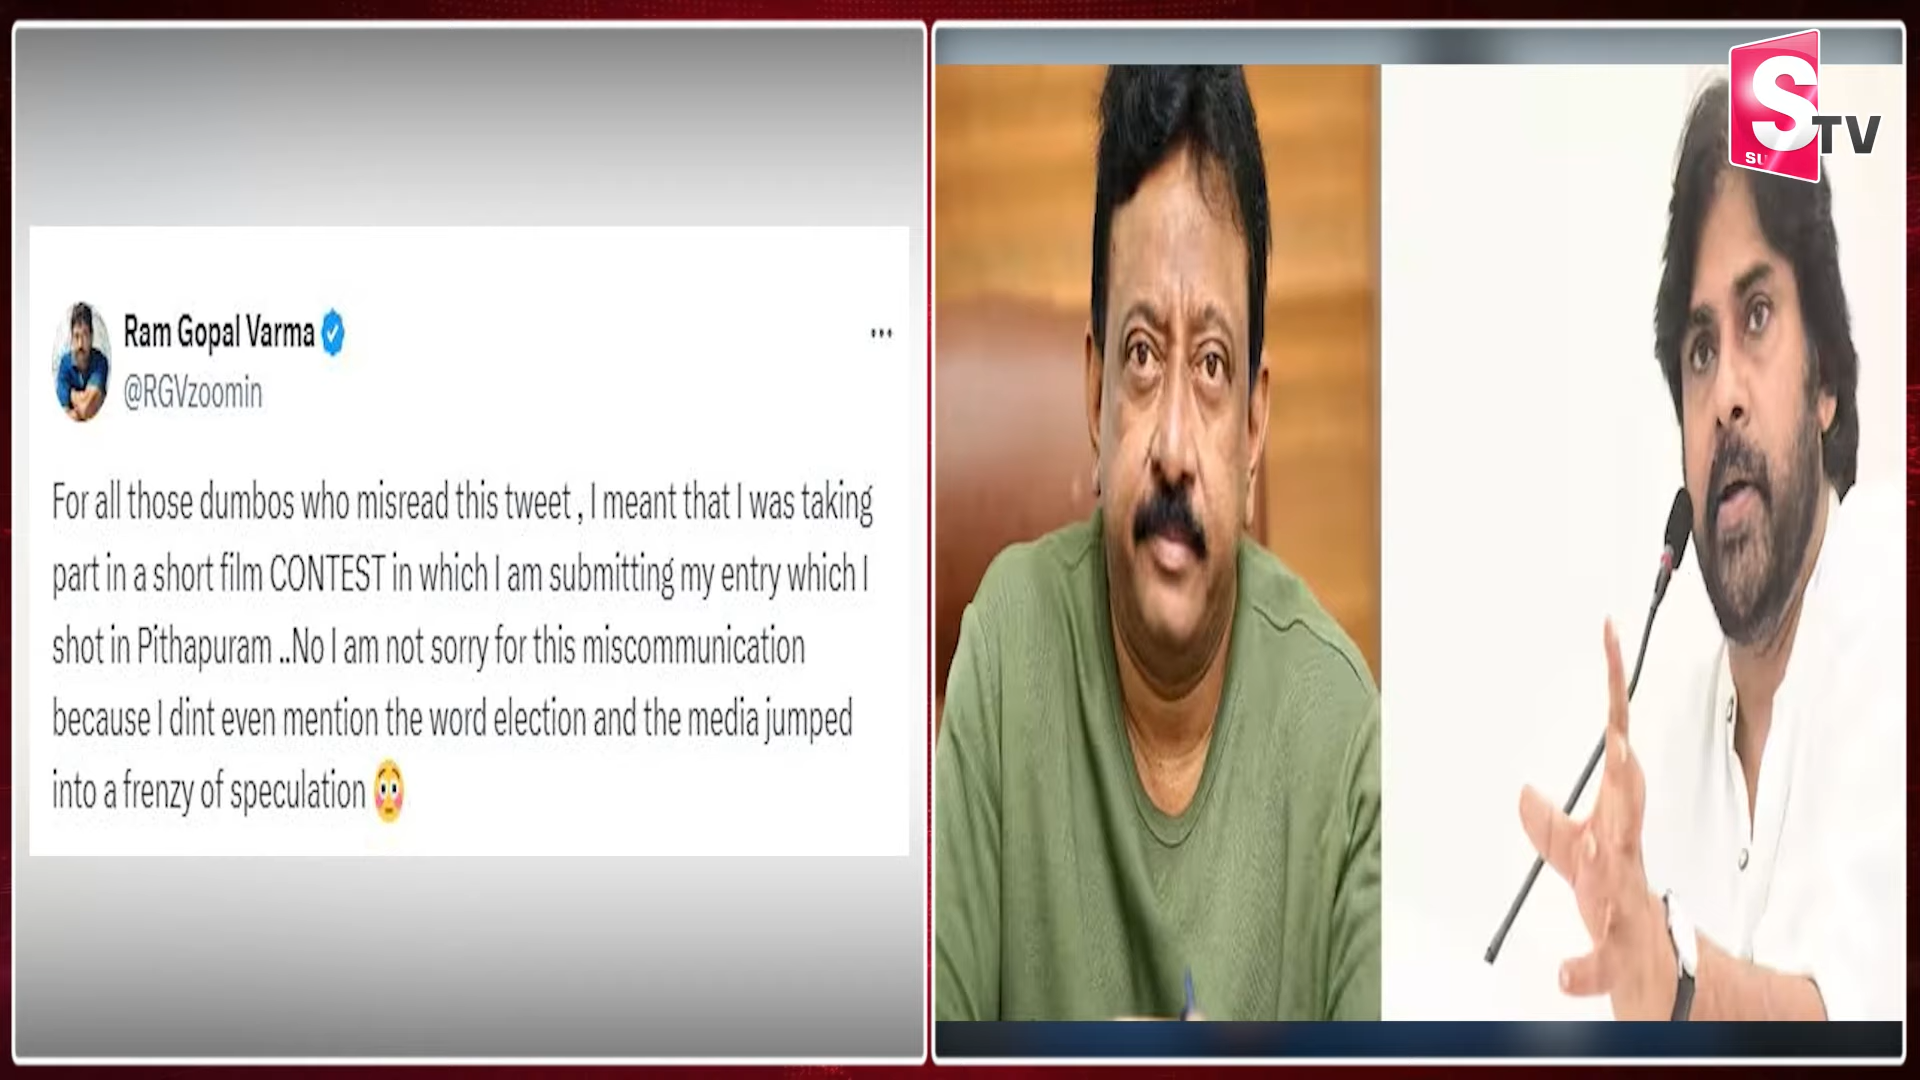 Ram Gopal Varma
@RGVzoomin
For all those dumbos who misread this tweet , I meant that I was taking
part in a short film CONTEST in which I am submitting my entry which I
shot in Pithapuram ..No I am not sorry for this miscommunication
because I dint even mention the word election and the media jumped
into a frenzy of speculation 😳
S TV